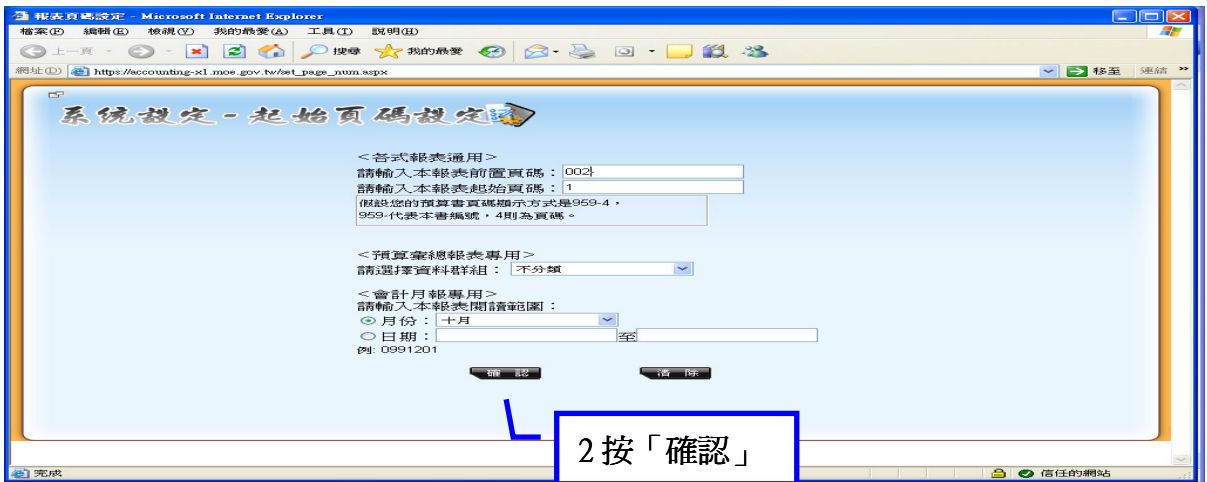 報表頁碼設定 - Microsoft Internet Explorer
檔案(F) 編輯(E) 檢視(V) 我的最愛(A) 工具(T) 說明(H)
上一頁 搜尋 我的最愛
網址(D) https://accounting-x1.moe.gov.tw/set_page_num.aspx 移至 連結 »
系統設定-起始頁碼設定
<各式報表通用>
請輸入本報表前置頁碼：002
請輸入本報表起始頁碼：1
假設您的預算書頁碼顯示方式是959-4，
959-代表本書編號，4則為頁碼。
<預算彙總報表專用>
請選擇資料群組： 不分類
<會計月報專用>
請輸入本報表閱讀範圍：
月份：十月
日期： 至
例: 0991201
確 認 清 除
2按「確認」
完成 信任的網站